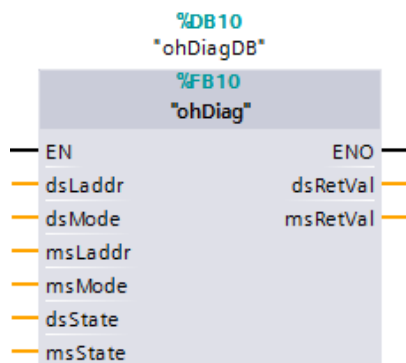 %DB10
"ohDiagDB"
%FB10
"ohDiag"
EN ENO
dsLaddr dsRetVal
dsMode msRetVal
msLaddr
msMode
dsState
msState